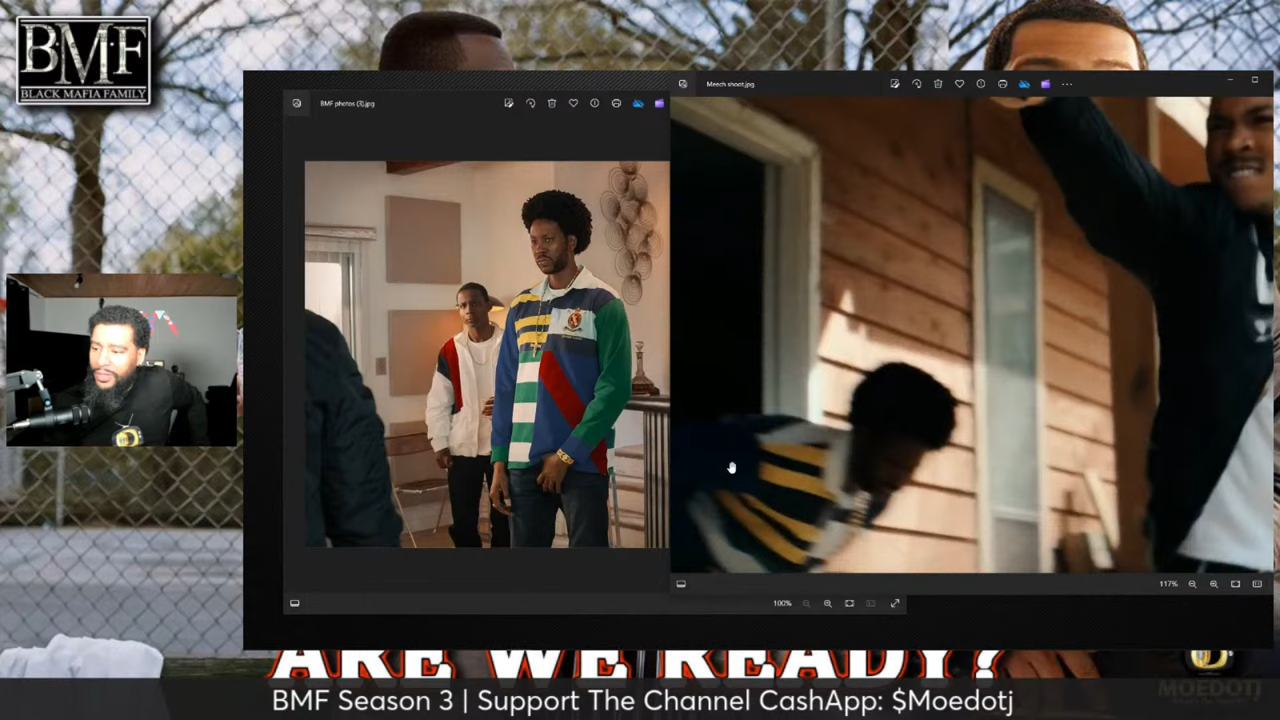 BMF
BLACK MAFIA FAMILY
BMF photos (3).jpg
Meech shoot.jpg
117%
100%
ARE WE READY?
MOEDOTJ
BMF Season 3 | Support The Channel CashApp: $Moedotj